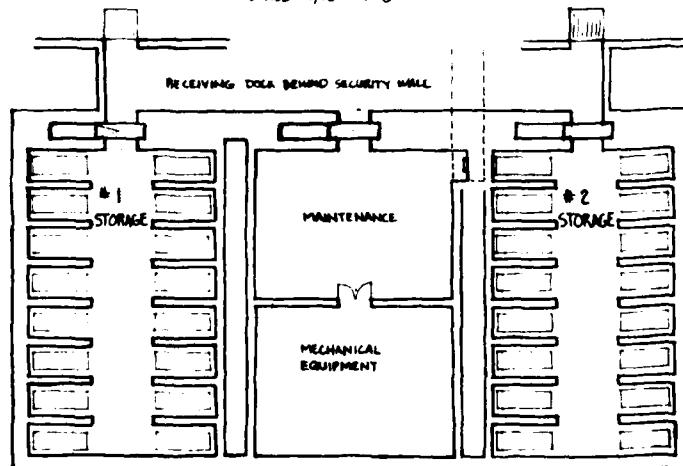 RECEIVING DOCK BEHIND SECURITY WALL
#1
STORAGE
MAINTENANCE
#2
STORAGE
MECHANICAL
EQUIPMENT